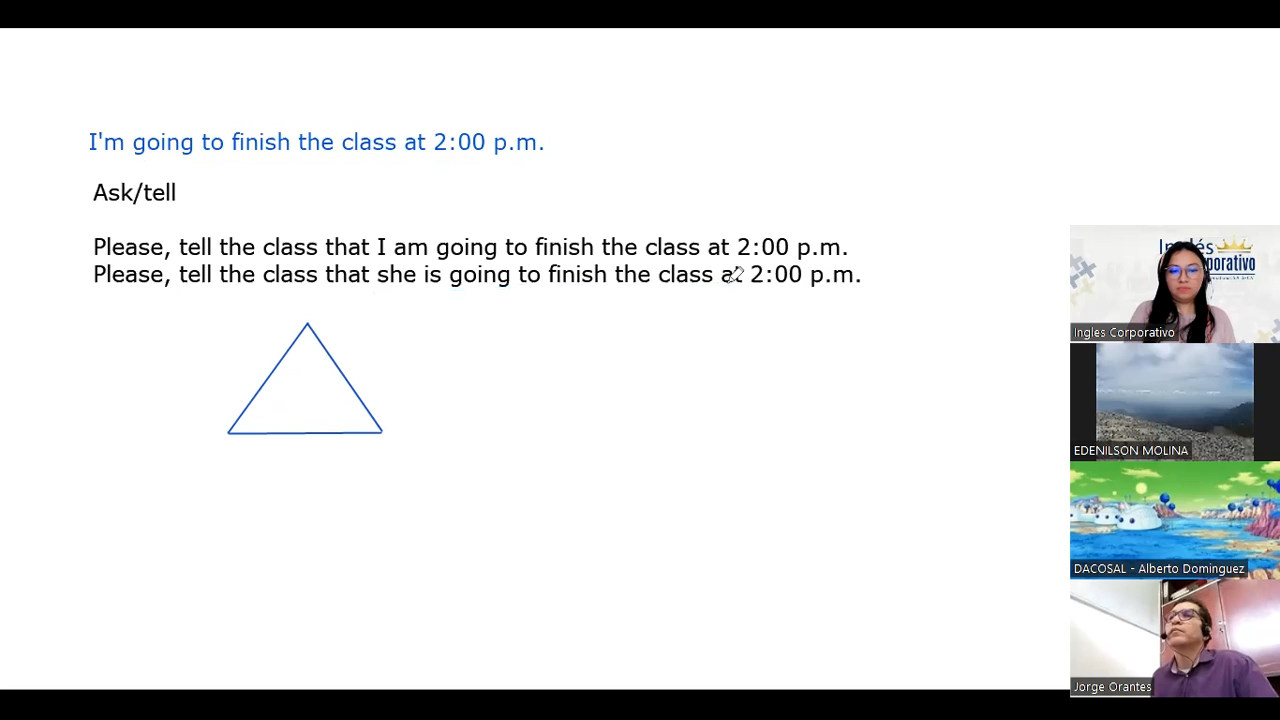 I'm going to finish the class at 2:00 p.m.
Ask/tell
Please, tell the class that I am going to finish the class at 2:00 p.m.
Please, tell the class that she is going to finish the class at 2:00 p.m.
Inglés
porativo
Ingles Corporativo
EDENILSON MOLINA
DACOSAL - Alberto Dominguez
Jorge Orantes